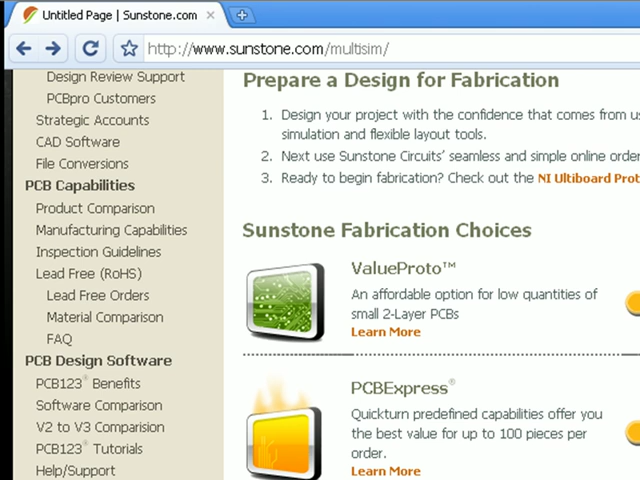 Untitled Page | Sunstone.com
http://www.sunstone.com/multisim/
Design Review Support
PCBpro Customers
Strategic Accounts
CAD Software
File Conversions
PCB Capabilities
Product Comparison
Manufacturing Capabilities
Inspection Guidelines
Lead Free (RoHS)
Lead Free Orders
Material Comparison
FAQ
PCB Design Software
PCB123® Benefits
Software Comparison
V2 to V3 Comparision
PCB123® Tutorials
Help/Support
Prepare a Design for Fabrication
1. Design your project with the confidence that comes from us
simulation and flexible layout tools.
2. Next use Sunstone Circuits' seamless and simple online order
3. Ready to begin fabrication? Check out the NI Ultiboard Prot
Sunstone Fabrication Choices
ValueProto™
An affordable option for low quantities of
small 2-Layer PCBs
Learn More
PCBExpress®
Quickturn predefined capabilities offer you
the best value for up to 100 pieces per
order.
Learn More